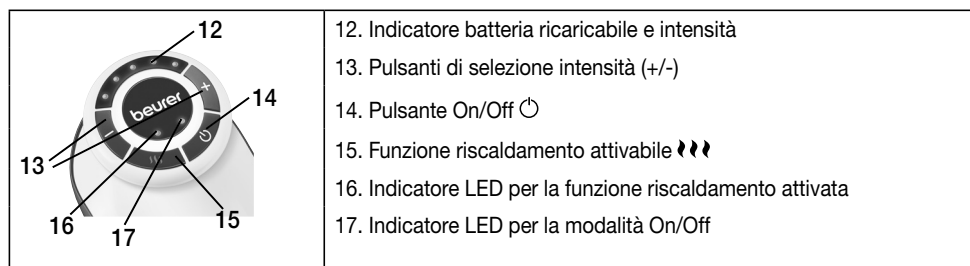 12
13
14
15
16
17
beurer
+
-
12. Indicatore batteria ricaricabile e intensità
13. Pulsanti di selezione intensità (+/-)
14. Pulsante On/Off
15. Funzione riscaldamento attivabile
16. Indicatore LED per la funzione riscaldamento attivata
17. Indicatore LED per la modalità On/Off